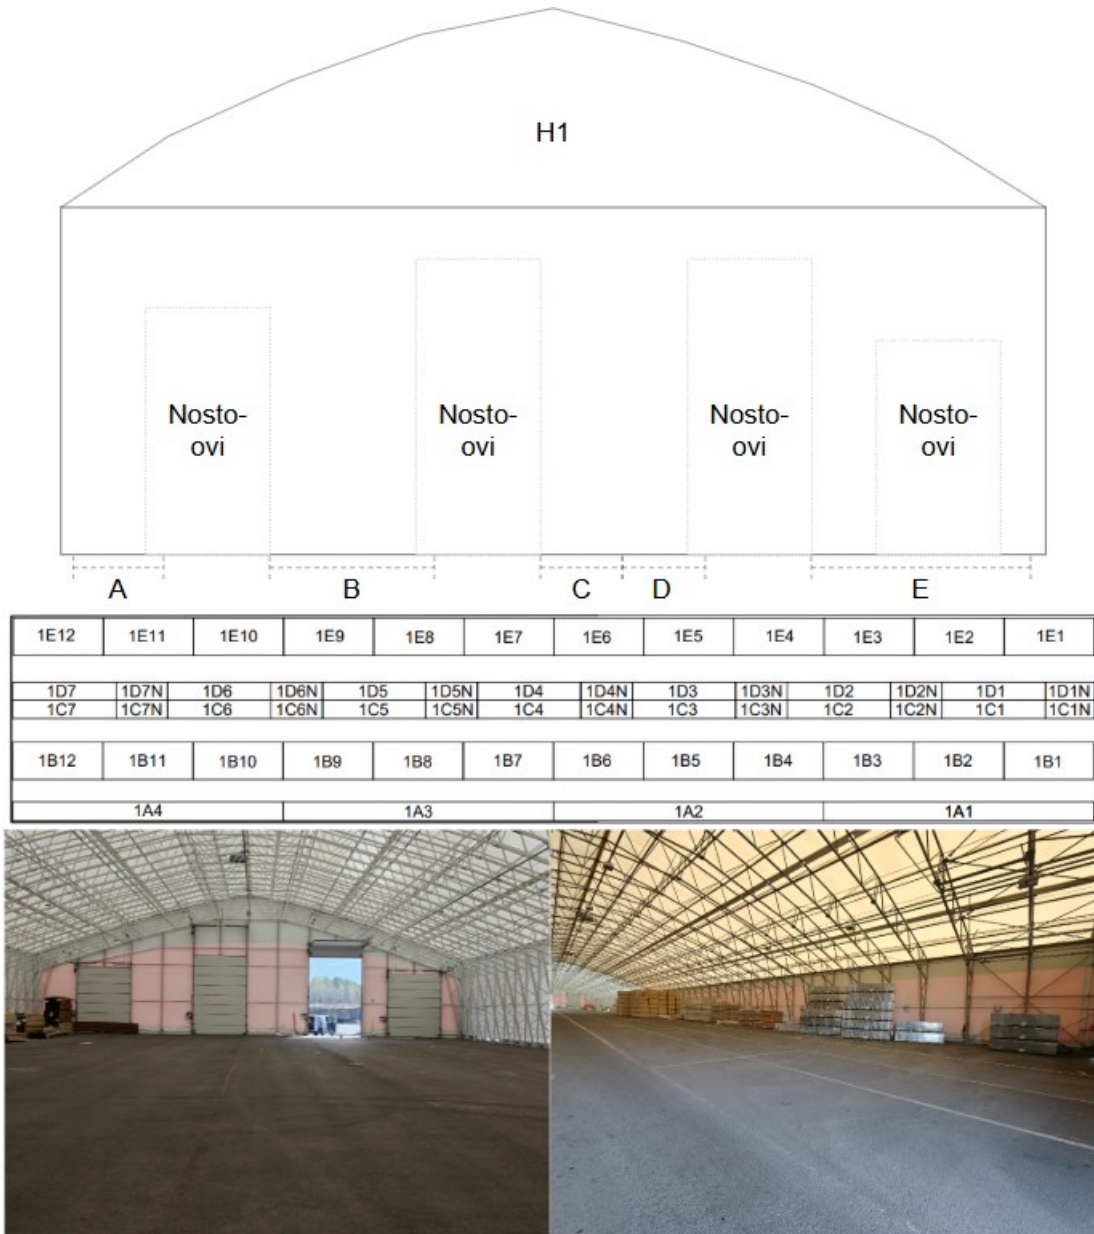 H1
Nosto-
ovi
Nosto-
ovi
Nosto-
ovi
Nosto-
ovi
A B C D E
1E12 1E11 1E10 1E9 1E8 1E7 1E6 1E5 1E4 1E3 1E2 1E1
1D7 1D7N 1D6 1D6N 1D5 1D5N 1D4 1D4N 1D3 1D3N 1D2 1D2N 1D1 1D1N
1C7 1C7N 1C6 1C6N 1C5 1C5N 1C4 1C4N 1C3 1C3N 1C2 1C2N 1C1 1C1N
1B12 1B11 1B10 1B9 1B8 1B7 1B6 1B5 1B4 1B3 1B2 1B1
1A4 1A3 1A2 1A1